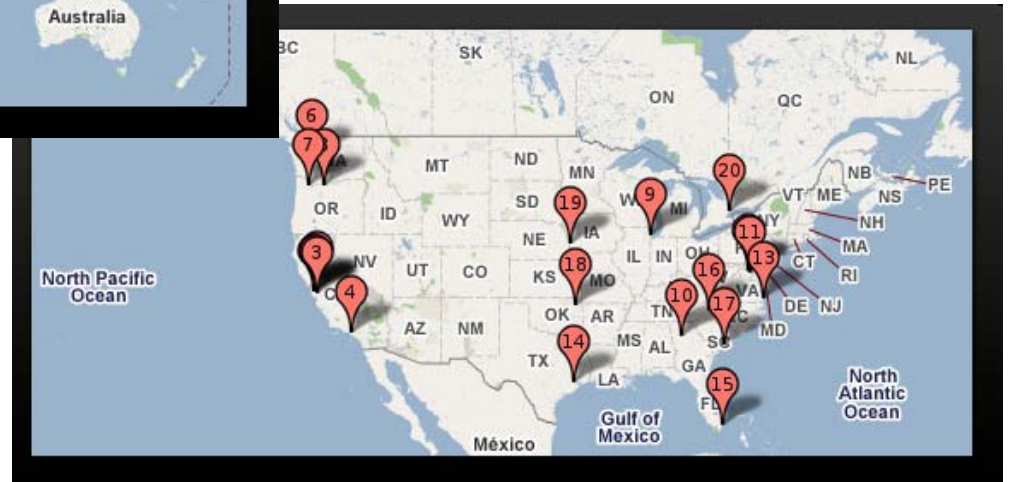 Australia
SK
NL
ON
QC
6
7
MT
ND
MN
NB
PE
20
VT
ME
NS
OR
ID
SD
19
9
MI
NY
NH
WY
IA
11
MA
3
NV
NE
IL
IN
13
CT
RI
North Pacific
Ocean
UT
CO
KS
18
MO
16
VA
4
10
17
DE
NJ
AZ
NM
OK
AR
TN
MD
MS
AL
SC
14
TX
GA
LA
15
North
Atlantic
Ocean
Gulf of
Mexico
México